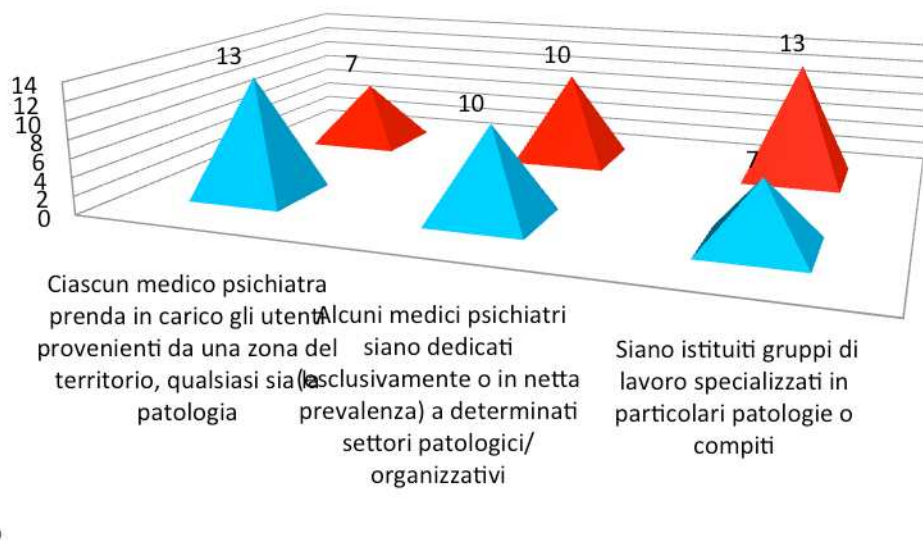 13
7
10
10
13
7
14
12
10
8
6
4
2
0
Ciascun medico psichiatra
prenda in carico gli utenti
provenienti da una zona del
territorio, qualsiasi sia la
patologia
Alcuni medici psichiatri
siano dedicati
(esclusivamente o in netta
prevalenza) a determinati
settori patologici/
organizzativi
Siano istituiti gruppi di
lavoro specializzati in
particolari patologie o
compiti